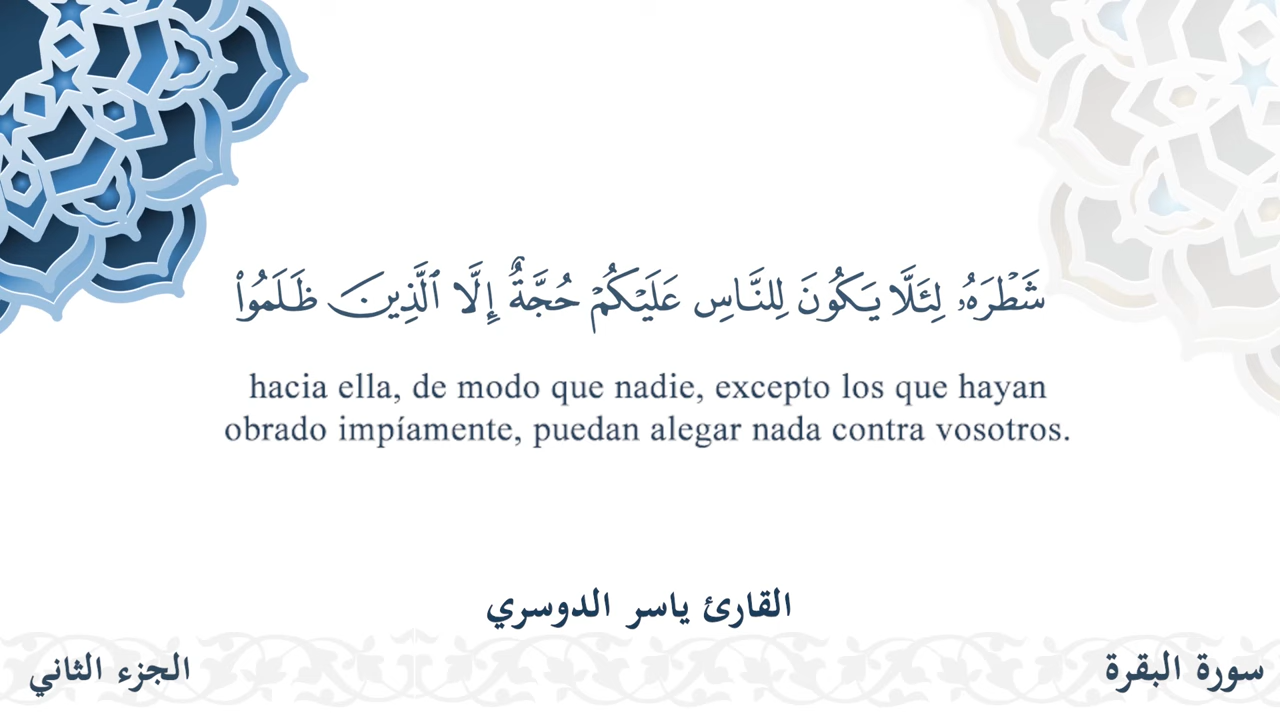 شَطْرَهُۥ لِئَلَّا يَكُونَ لِلنَّاسِ عَلَيْكُمْ حُجَّةٌ إِلَّا ٱلَّذِينَ ظَلَمُوا۟
hacia ella, de modo que nadie, excepto los que hayan
obrado impíamente, puedan alegar nada contra vosotros.
القارئ ياسر الدوسري
سورة البقرة
الجزء الثاني